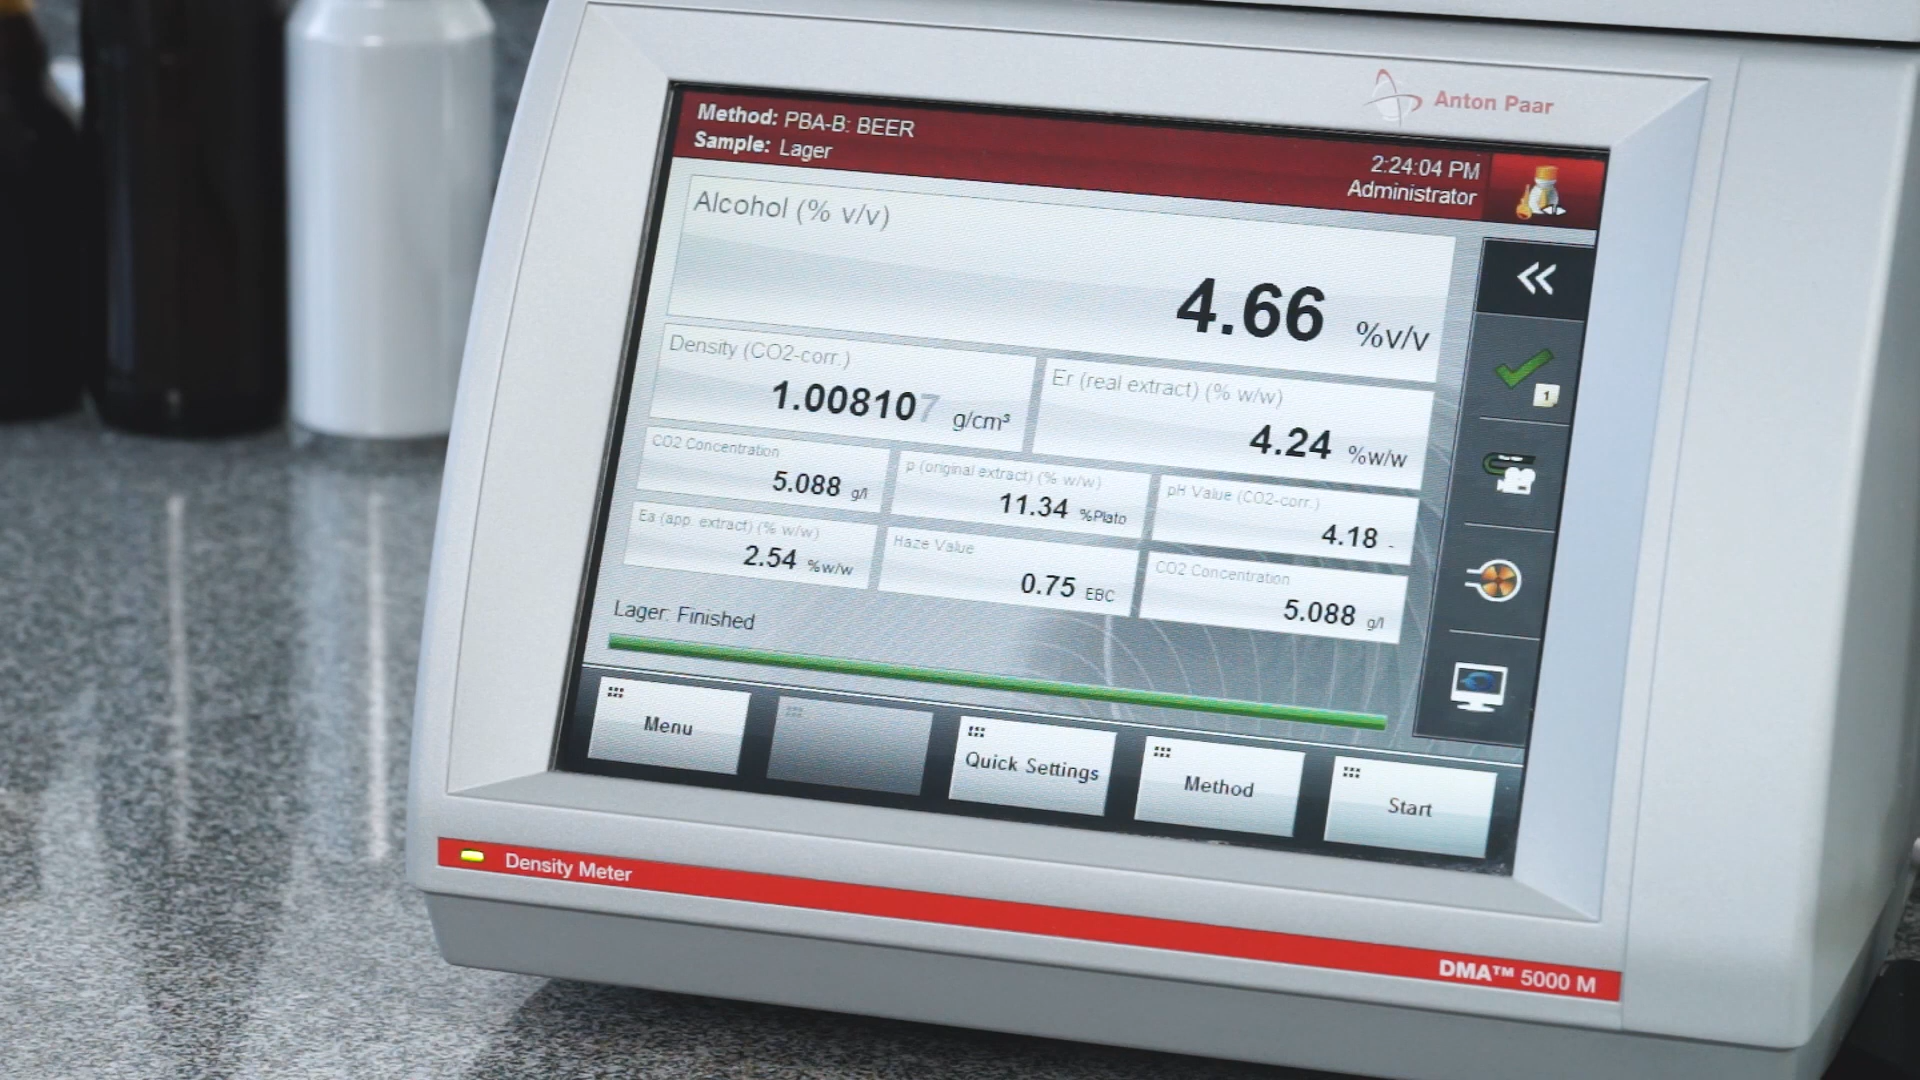 Anton Paar
Method: PBA-B: BEER
Sample: Lager
2:24:04 PM
Administrator
Alcohol (% v/v)
4.66 %v/v
Density (CO2-corr.)
1.008107 g/cm³
Er (real extract) (% w/w)
4.24 %w/w
CO2 Concentration
5.088 g/l
p (original extract) (% w/w)
11.34 %Plato
pH Value (CO2-corr.)
4.18 -
Ea (app. extract) (% w/w)
2.54 %w/w
Haze Value
0.75 EBC
CO2 Concentration
5.088 g/l
1
Lager: Finished
Menu
Quick Settings
Method
Start
Density Meter
DMA™ 5000 M